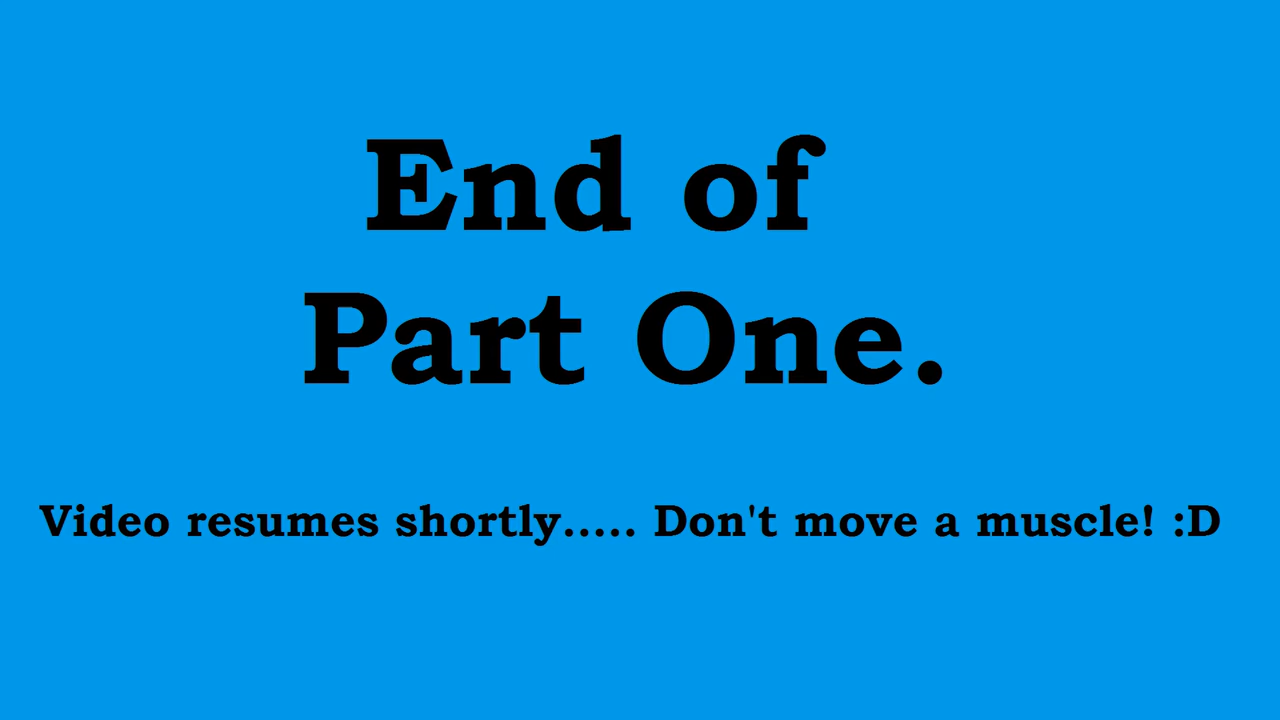 End of
Part One.
Video resumes shortly..... Don't move a muscle! :D